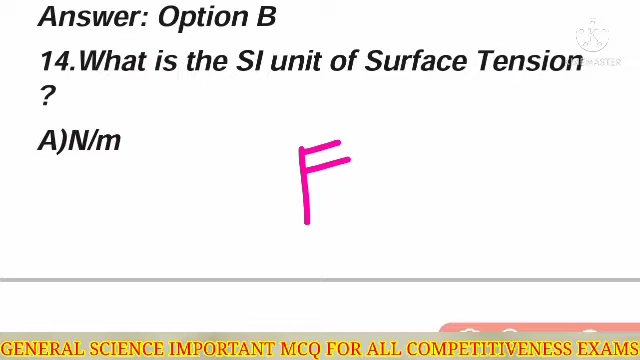 Answer: Option B
14.What is the SI unit of Surface Tension
?
A)N/m
F
GENERAL SCIENCE IMPORTANT MCQ FOR ALL COMPETITIVENESS EXAMS